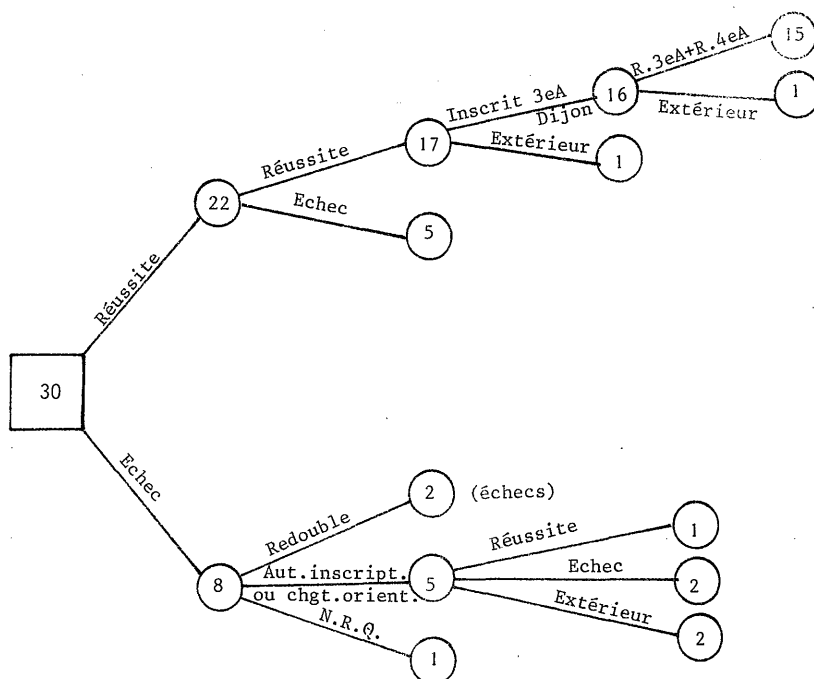 R.3eA+R.4eA
15
Inscrit 3eA
16
1
Dijon
Extérieur
Réussite
17
Extérieur
1
22
Echec
5
Réussite
30
Echec
2 (échecs)
Redouble
Réussite
1
8
Aut.inscript.
5
Echec
2
ou chgt.orient.
Extérieur
2
N.R.Q.
1